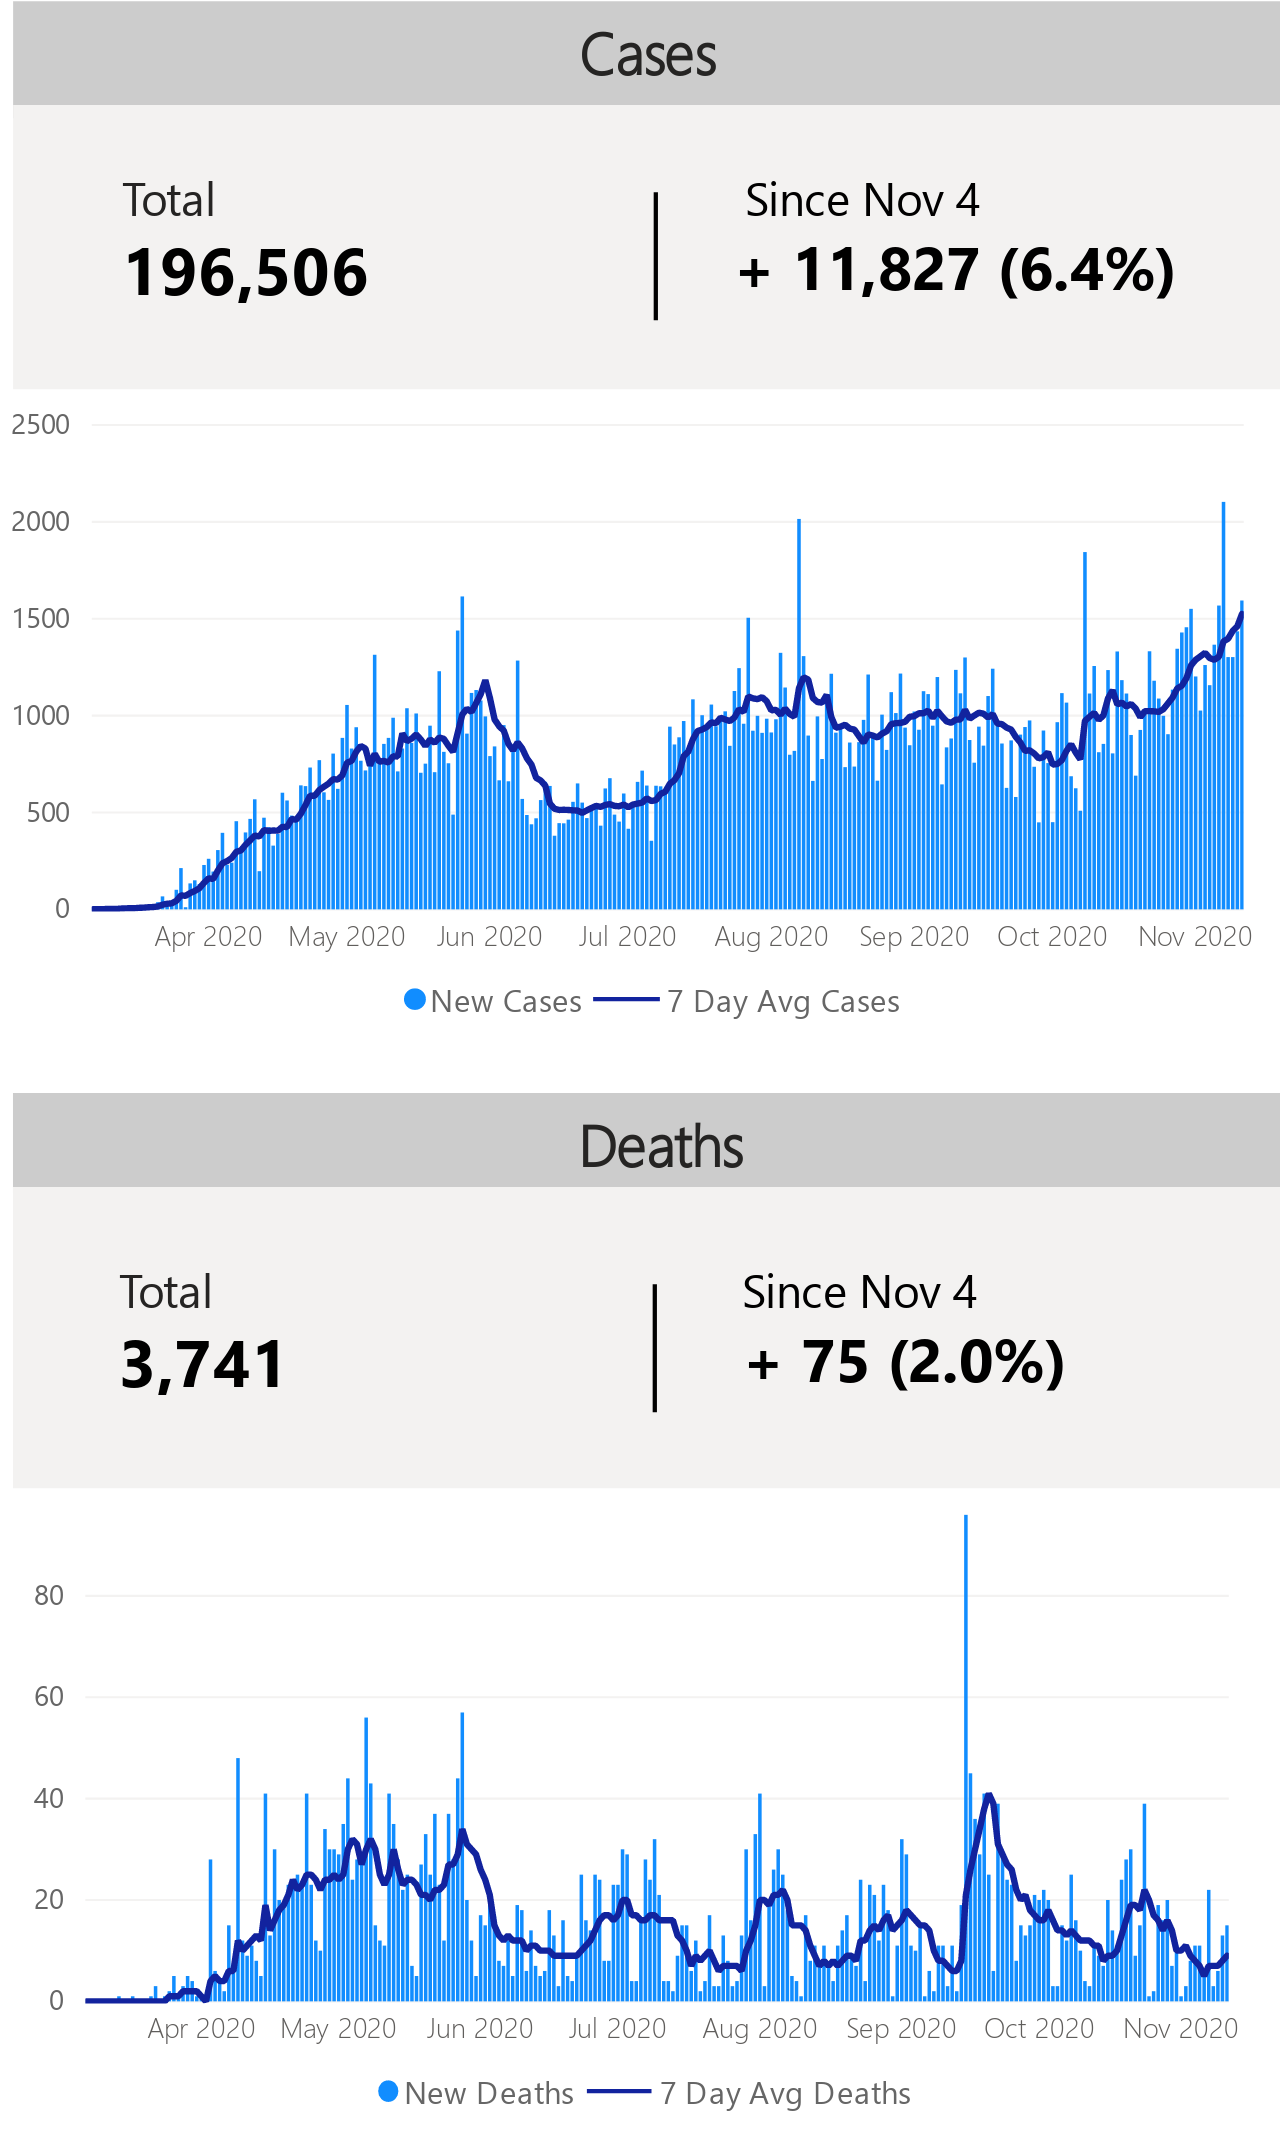 Cases
Total
Since Nov 4
196,506
+ 11,827 (6.4%)
2500
2000
1500
1000
500
0
Apr 2020 May 2020 Jun 2020 Jul 2020 Aug 2020 Sep 2020 Oct 2020 Nov 2020
New Cases 7 Day Avg Cases
Deaths
Total
Since Nov 4
3,741
+ 75 (2.0%)
80
60
40
20
0
Apr 2020 May 2020 Jun 2020 Jul 2020 Aug 2020 Sep 2020 Oct 2020 Nov 2020
New Deaths 7 Day Avg Deaths